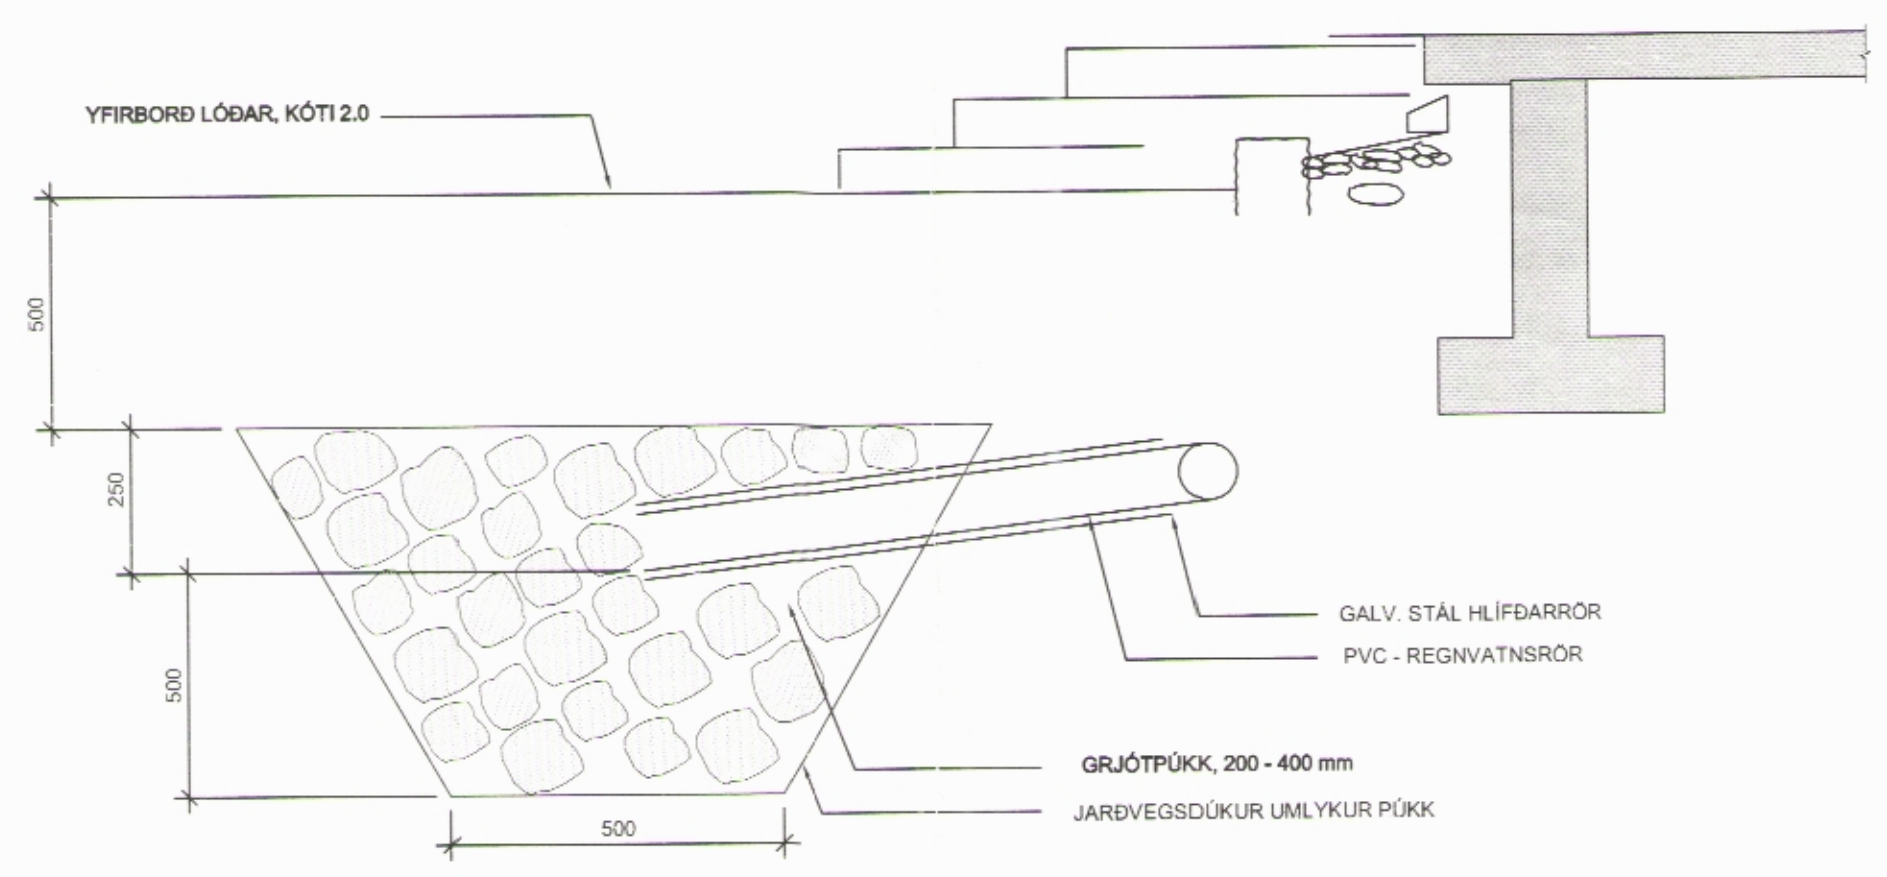 YFIRBORÐ LÓÐAR, KÓTI 2.0
500
250
500
GALV. STÁL HLÍFÐARRÖR
PVC - REGNVATNSRÖR
GRJÓTPÚKK, 200 - 400 mm
JARÐVEGSDÚKUR UMLYKUR PÚKK
500